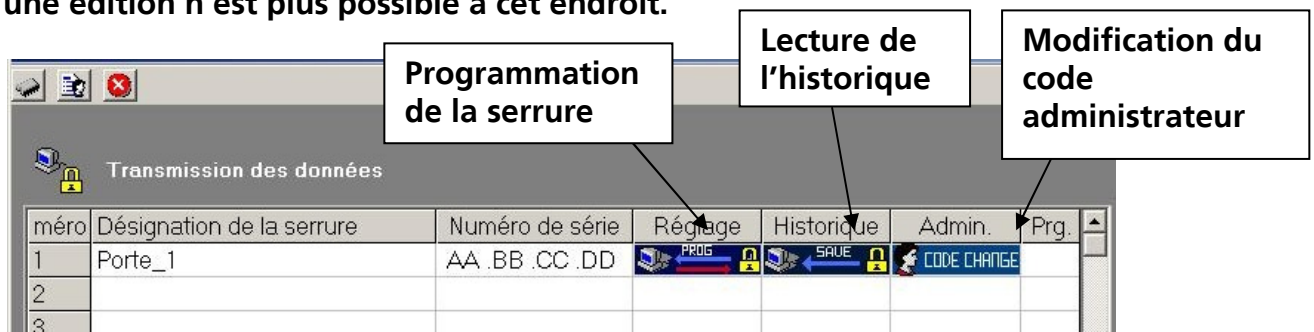 une édition n'est plus possible à cet endroit.
Programmation
de la serrure
Lecture de
l'historique
Modification du
code
administrateur
Transmission des données
méro Désignation de la serrure Numéro de série Réglage Historique Admin. Prg.
1 Porte_1 AA .BB .CC .DD PROG SAVE CODE CHANGE
2
3